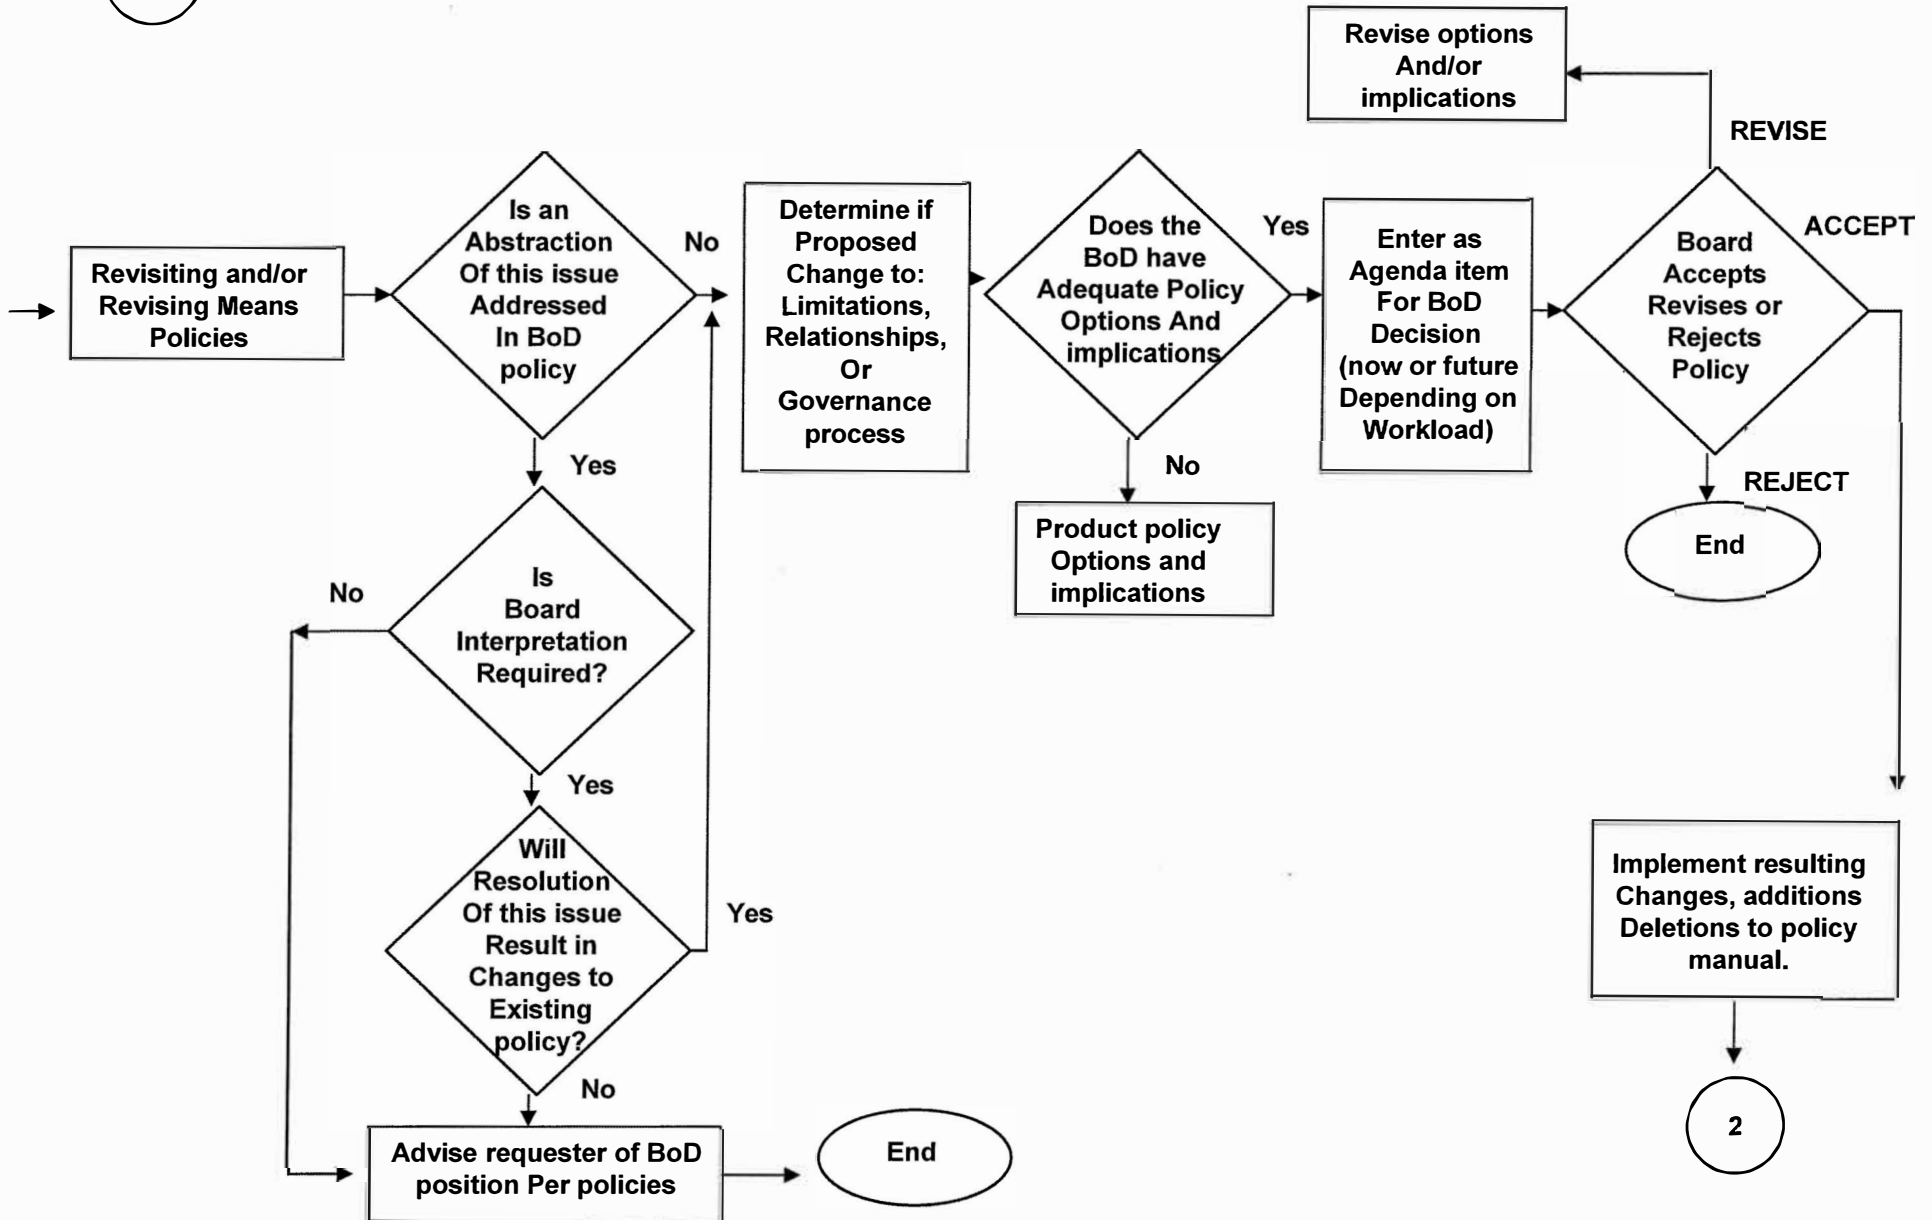 Revise options
And/or
implications
REVISE
Revisiting and/or
Revising Means
Policies
Is an
Abstraction
Of this issue
Addressed
In BoD
policy
No
Determine if
Proposed
Change to:
Limitations,
Relationships,
Or
Governance
process
Does the
BoD have
Adequate Policy
Options And
implications
Yes
Enter as
Agenda item
For BoD
Decision
(now or future
Depending on
Workload)
Board
Accepts
Revises or
Rejects
Policy
ACCEPT
Yes
No
REJECT
Product policy
Options and
implications
End
No
Is
Board
Interpretation
Required?
Yes
Will
Resolution
Of this issue
Result in
Changes to
Existing
policy?
Yes
Implement resulting
Changes, additions
Deletions to policy
manual.
No
2
Advise requester of BoD
position Per policies
End